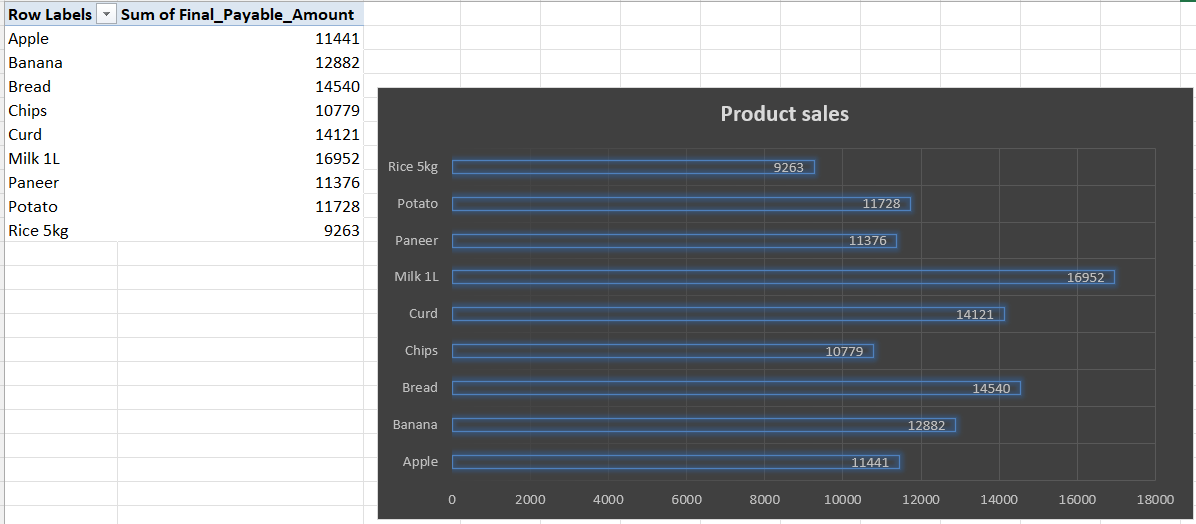 Row Labels Sum of Final_Payable_Amount
Apple 11441
Banana 12882
Bread 14540
Chips 10779
Curd 14121
Milk 1L 16952
Paneer 11376
Potato 11728
Rice 5kg 9263
Product sales
Rice 5kg 9263
Potato 11728
Paneer 11376
Milk 1L 16952
Curd 14121
Chips 10779
Bread 14540
Banana 12882
Apple 11441
0 2000 4000 6000 8000 10000 12000 14000 16000 18000